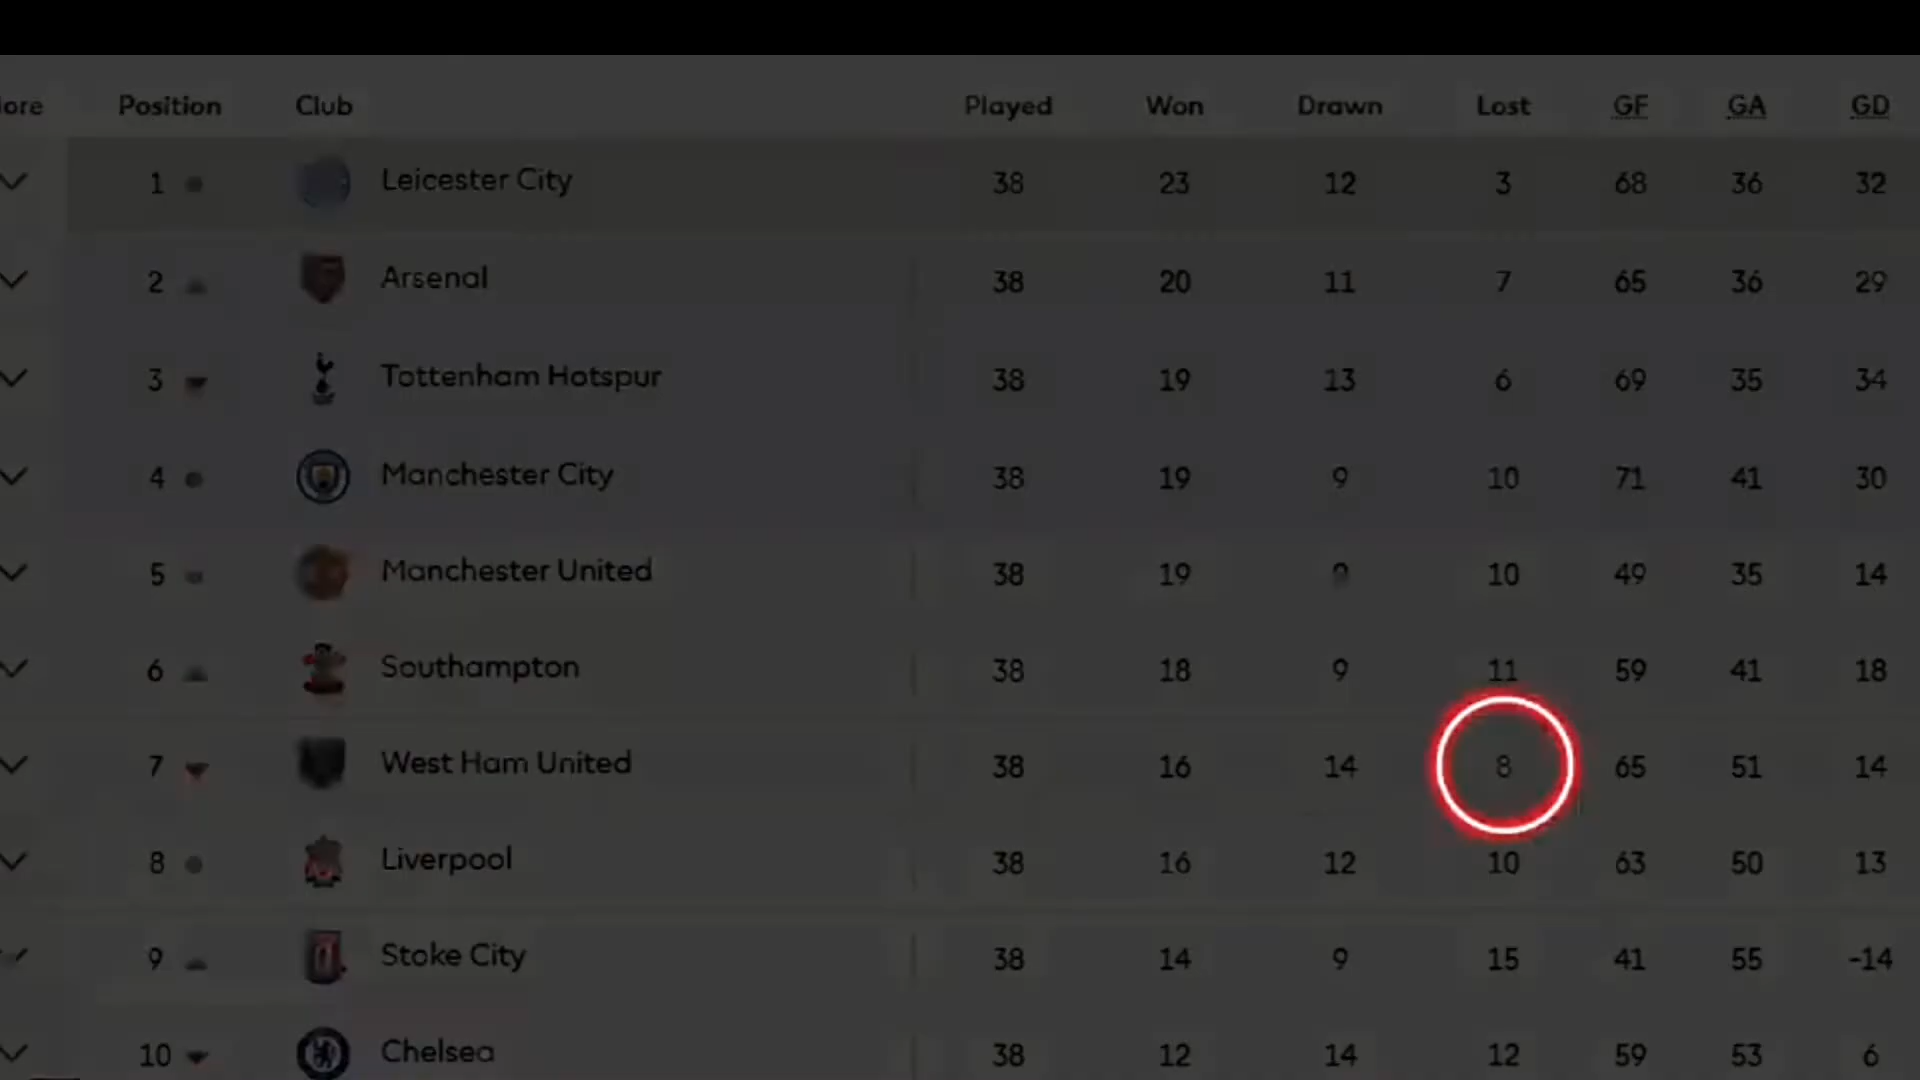 lore Position Club Played Won Drawn Lost GF GA GD
1 Leicester City 38 23 12 3 68 36 32
2 Arsenal 38 20 11 7 65 36 29
3 Tottenham Hotspur 38 19 13 6 69 35 34
4 Manchester City 38 19 9 10 71 41 30
5 Manchester United 38 19 9 10 49 35 14
6 Southampton 38 18 9 11 59 41 18
7 West Ham United 38 16 14 8 65 51 14
8 Liverpool 38 16 12 10 63 50 13
9 Stoke City 38 14 9 15 41 55 -14
10 Chelsea 38 12 14 12 59 53 6